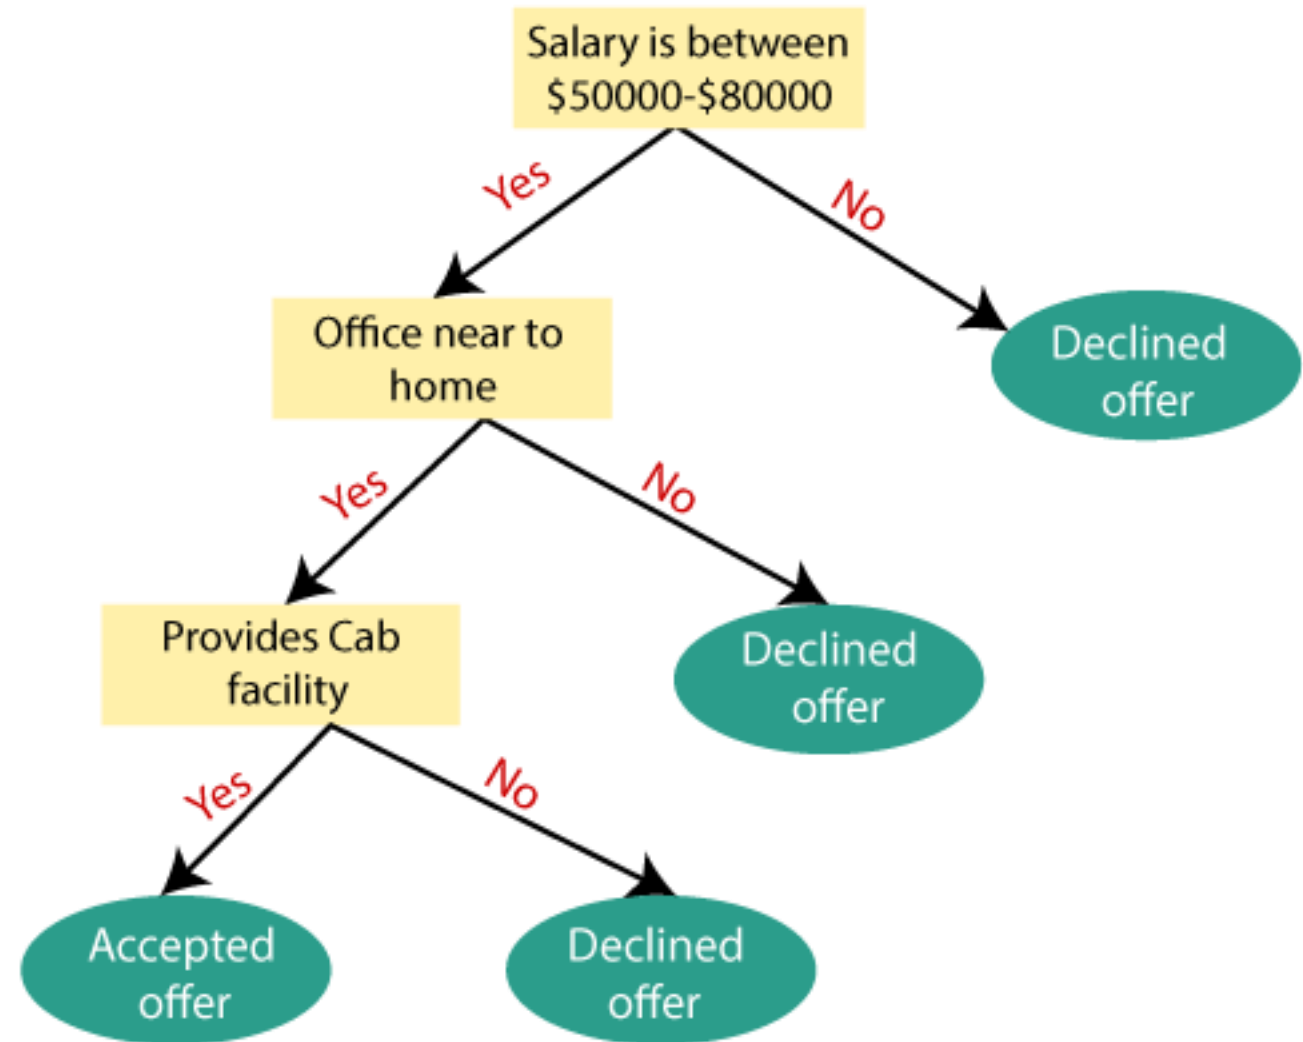 Salary is between
$50000-$80000
Yes
No
Office near to
home
Declined
offer
Yes
No
Provides Cab
facility
Declined
offer
Yes
No
Accepted
offer
Declined
offer